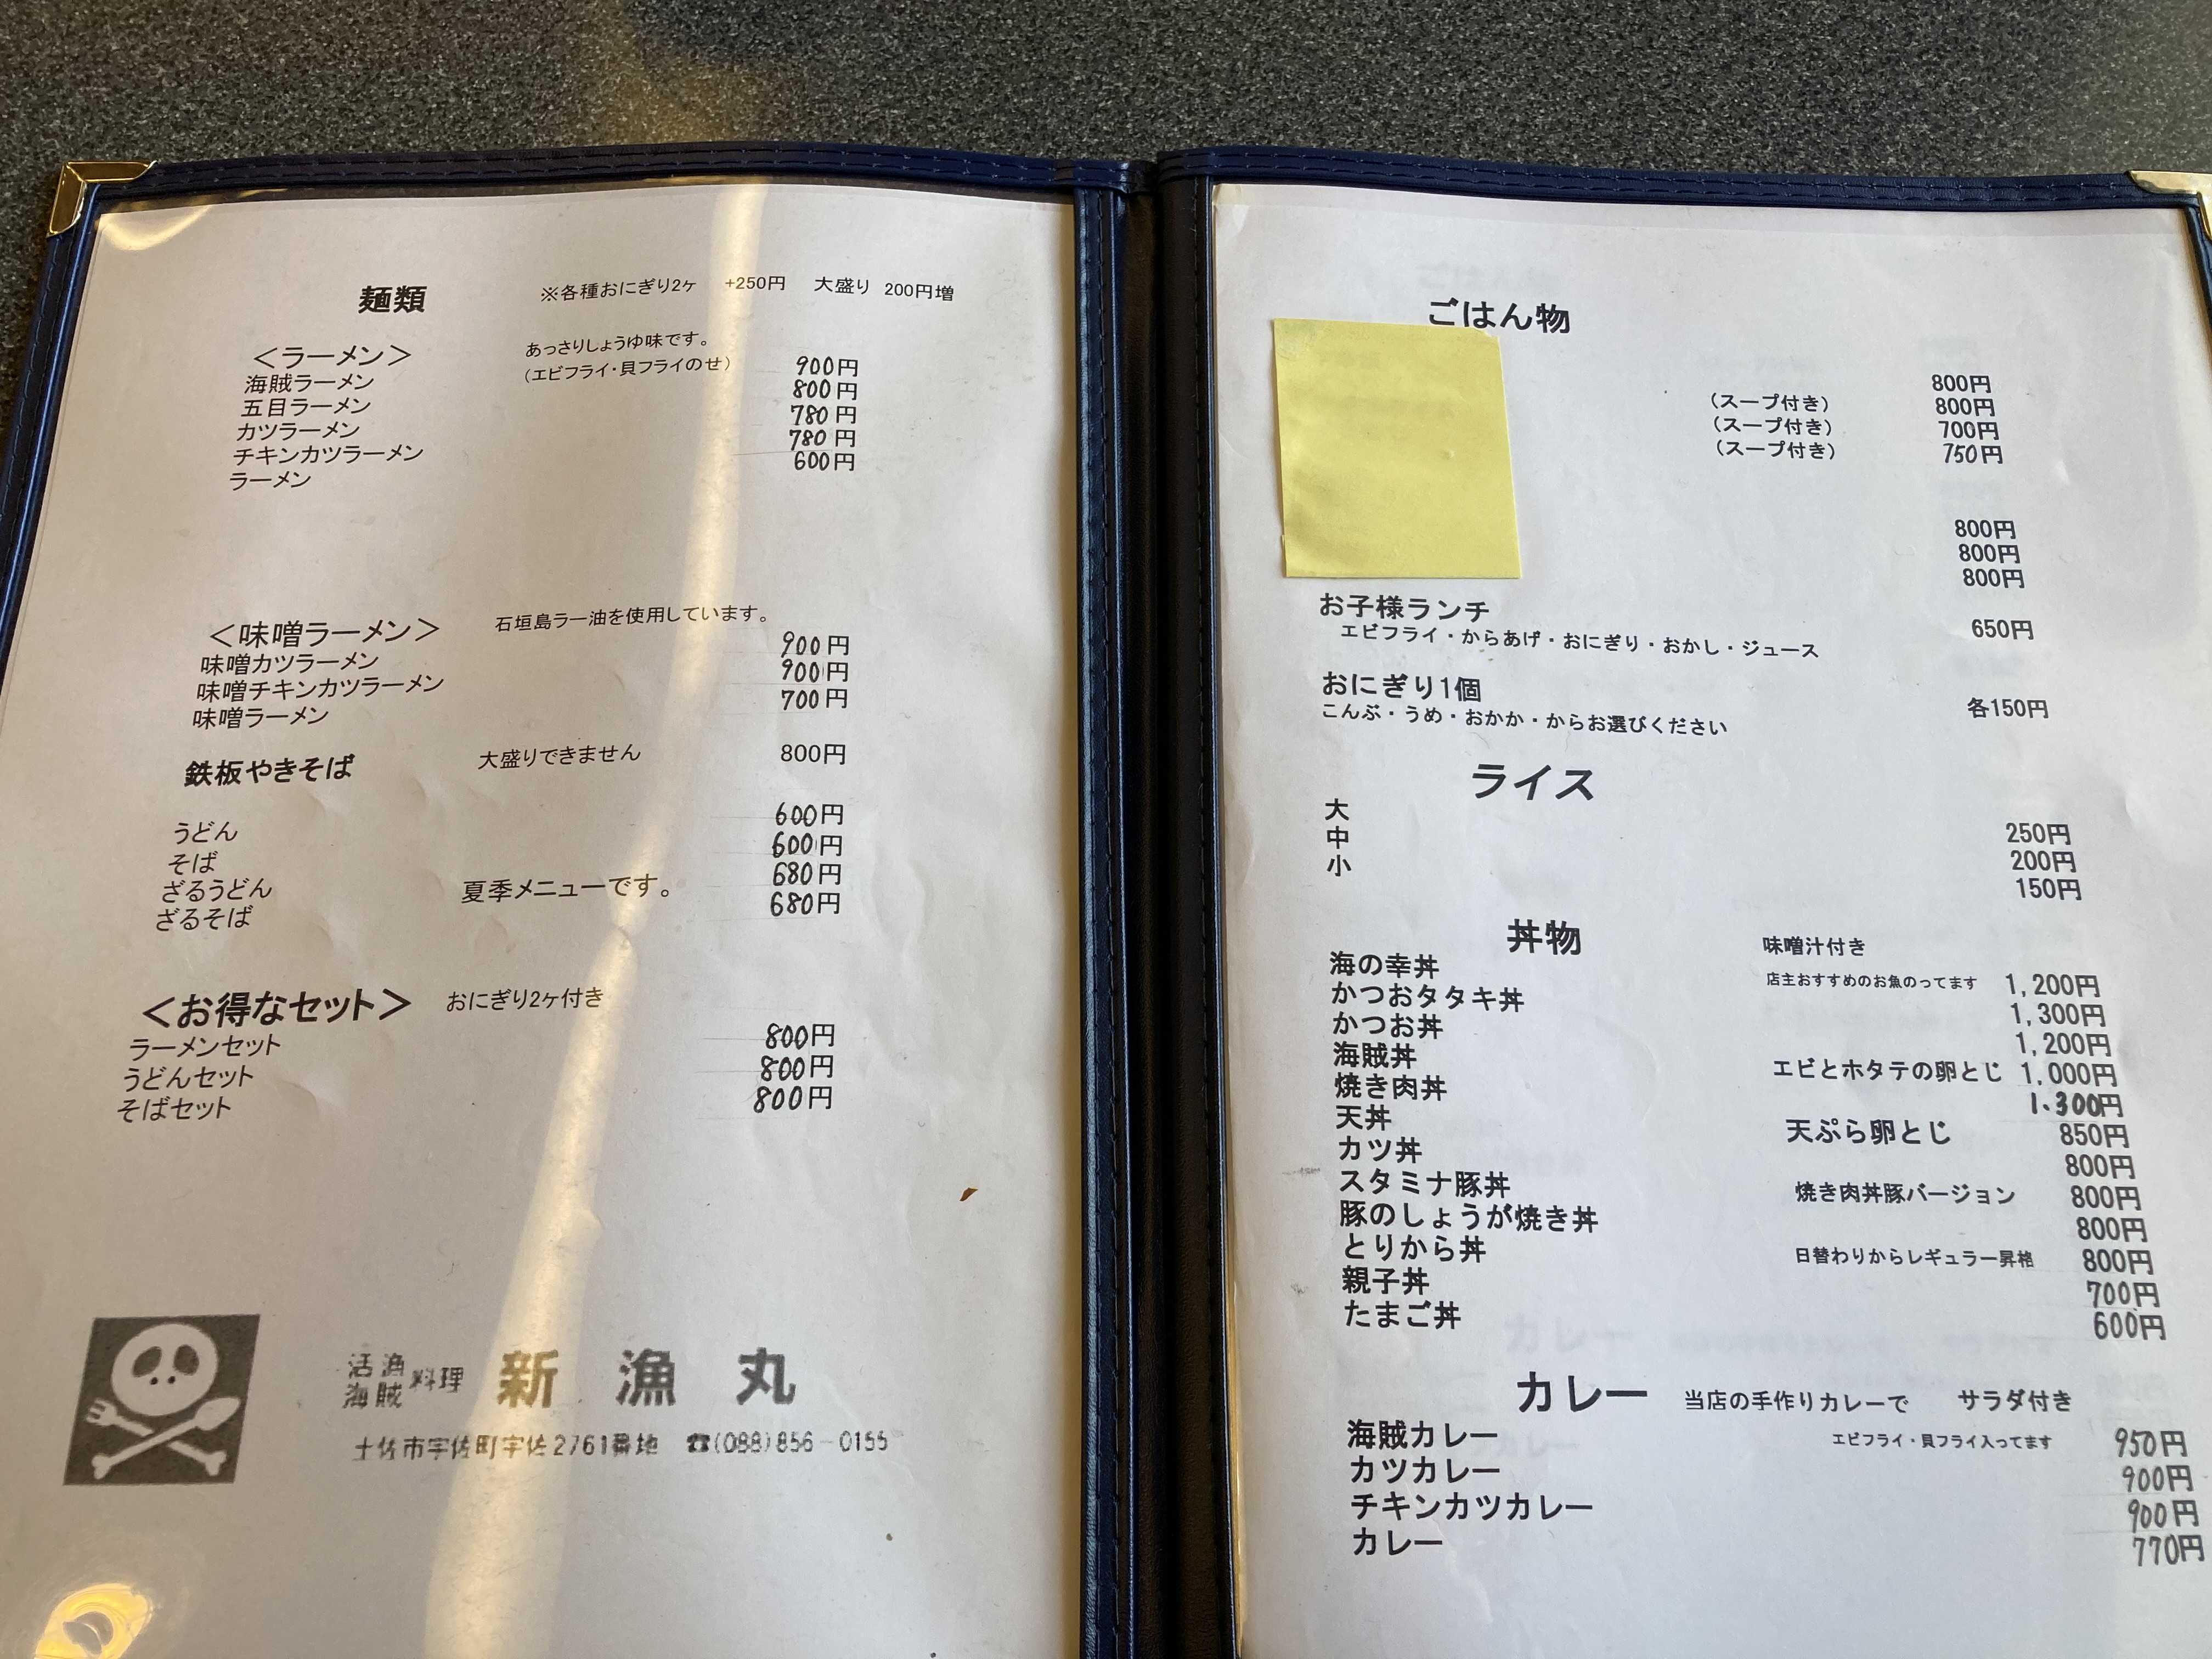 麺類 ※各種おにぎり2ヶ +250円 大盛り 200円増
＜ラーメン＞ あっさりしょうゆ味です。
海賊ラーメン (エビフライ・貝フライのせ) 900円
五目ラーメン 800円
カツラーメン 780円
チキンカツラーメン 780円
ラーメン 600円
＜味噌ラーメン＞ 石垣島ラー油を使用しています。
味噌カツラーメン 900円
味噌チキンカツラーメン 900円
味噌ラーメン 700円
鉄板やきそば 大盛りできません 800円
うどん 600円
そば 600円
ざるうどん 夏季メニューです。 680円
ざるそば 680円
＜お得なセット＞ おにぎり2ヶ付き
ラーメンセット 800円
うどんセット 800円
そばセット 800円
活漁海賊料理 新漁丸
土佐市宇佐町宇佐2761番地 ☎(088)856-0155
ごはん物
800円
(スープ付き) 800円
(スープ付き) 700円
(スープ付き) 750円
800円
800円
800円
お子様ランチ 650円
エビフライ・からあげ・おにぎり・おかし・ジュース
おにぎり1個 各150円
こんぶ・うめ・おかか・からお選びください
ライス
大 250円
中 200円
小 150円
丼物 味噌汁付き
海の幸丼 店主おすすめのお魚のってます 1,200円
かつおタタキ丼 1,300円
かつお丼 1,200円
海賊丼 エビとホタテの卵とじ 1,000円
焼き肉丼 1.300円
天丼 天ぷら卵とじ 850円
カツ丼 800円
スタミナ豚丼 焼き肉丼豚バージョン 800円
豚のしょうが焼き丼 800円
とりから丼 日替わりからレギュラー昇格 800円
親子丼 700円
たまご丼 600円
カレー 当店の手作りカレーで サラダ付き
海賊カレー エビフライ・貝フライ入ってます 950円
カツカレー 900円
チキンカツカレー 900円
カレー 770円